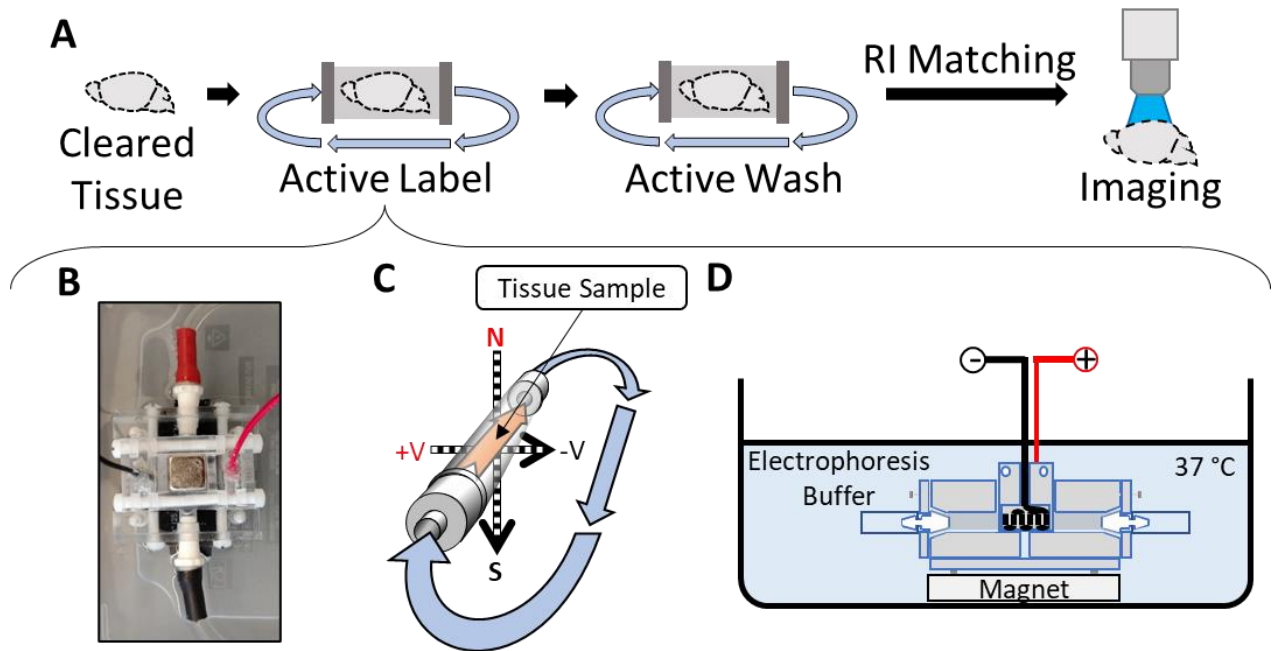 A
Cleared
Tissue
Active Label
Active Wash
RI Matching
Imaging
B
C
Tissue Sample
N
+V
-V
S
D
-
+
Electrophoresis
Buffer
37 °C
Magnet